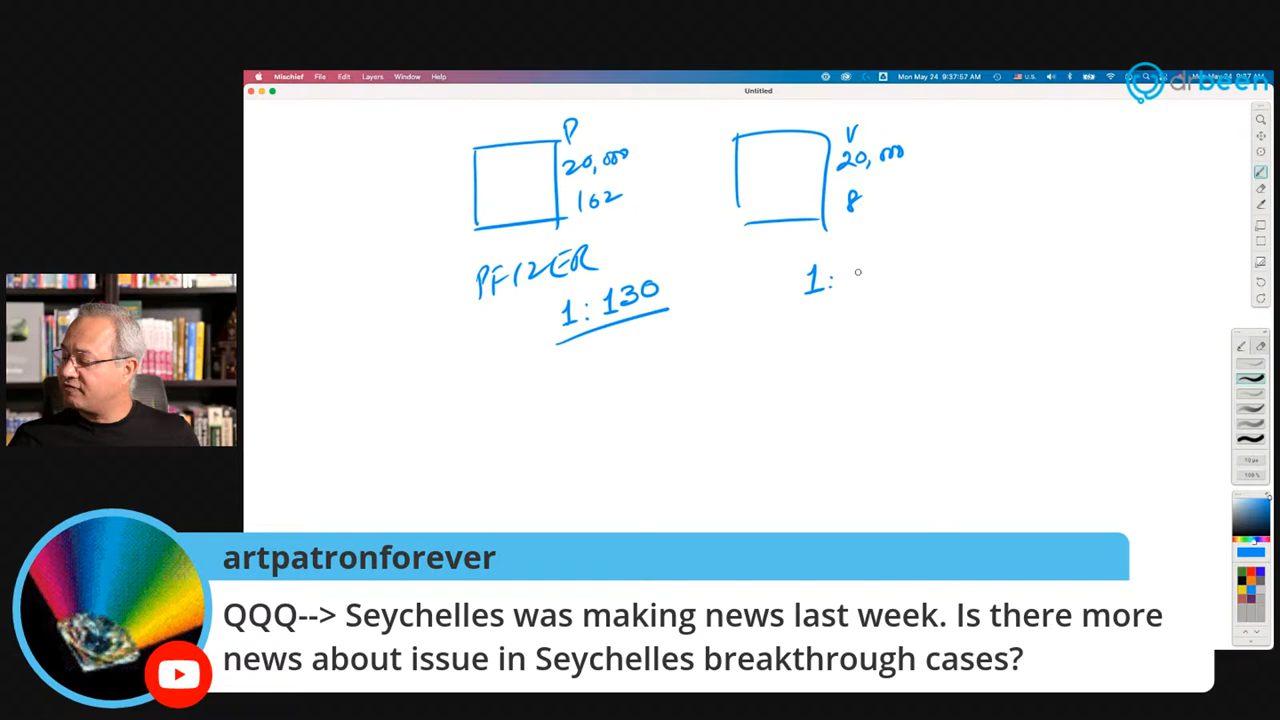 Mischief File Edit Layers Window Help
U.S. Mon May 24 9:37:57 AM
drbeen
Untitled
P
20,000
162
V
20,000
8
PFIZER
1:130
1:
artpatronforever
QQQ--> Seychelles was making news last week. Is there more
news about issue in Seychelles breakthrough cases?